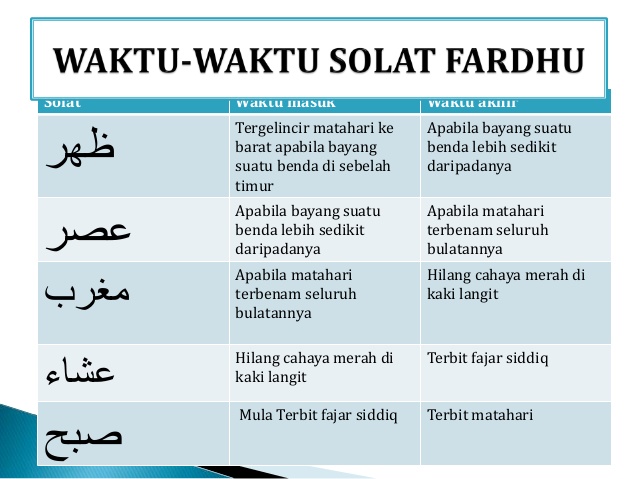 WAKTU-WAKTU SOLAT FARDHU
Solat
Waktu masuk
Waktu akhir
ظهر
Tergelincir matahari ke
barat apabila bayang
suatu benda di sebelah
timur
Apabila bayang suatu
benda lebih sedikit
daripadanya
عصر
Apabila bayang suatu
benda lebih sedikit
daripadanya
Apabila matahari
terbenam seluruh
bulatannya
مغرب
Apabila matahari
terbenam seluruh
bulatannya
Hilang cahaya merah di
kaki langit
عشاء
Hilang cahaya merah di
kaki langit
Terbit fajar siddiq
صبح
Mula Terbit fajar siddiq
Terbit matahari